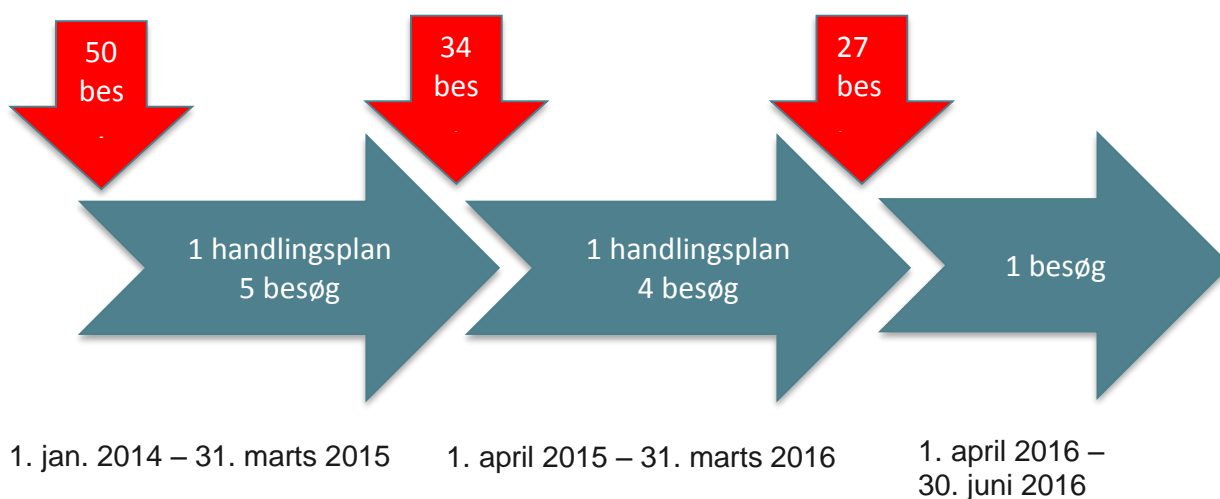 50
bes
34
bes
27
bes
1 handlingsplan
5 besøg
1 handlingsplan
4 besøg
1 besøg
1. jan. 2014 – 31. marts 2015
1. april 2015 – 31. marts 2016
1. april 2016 –
30. juni 2016